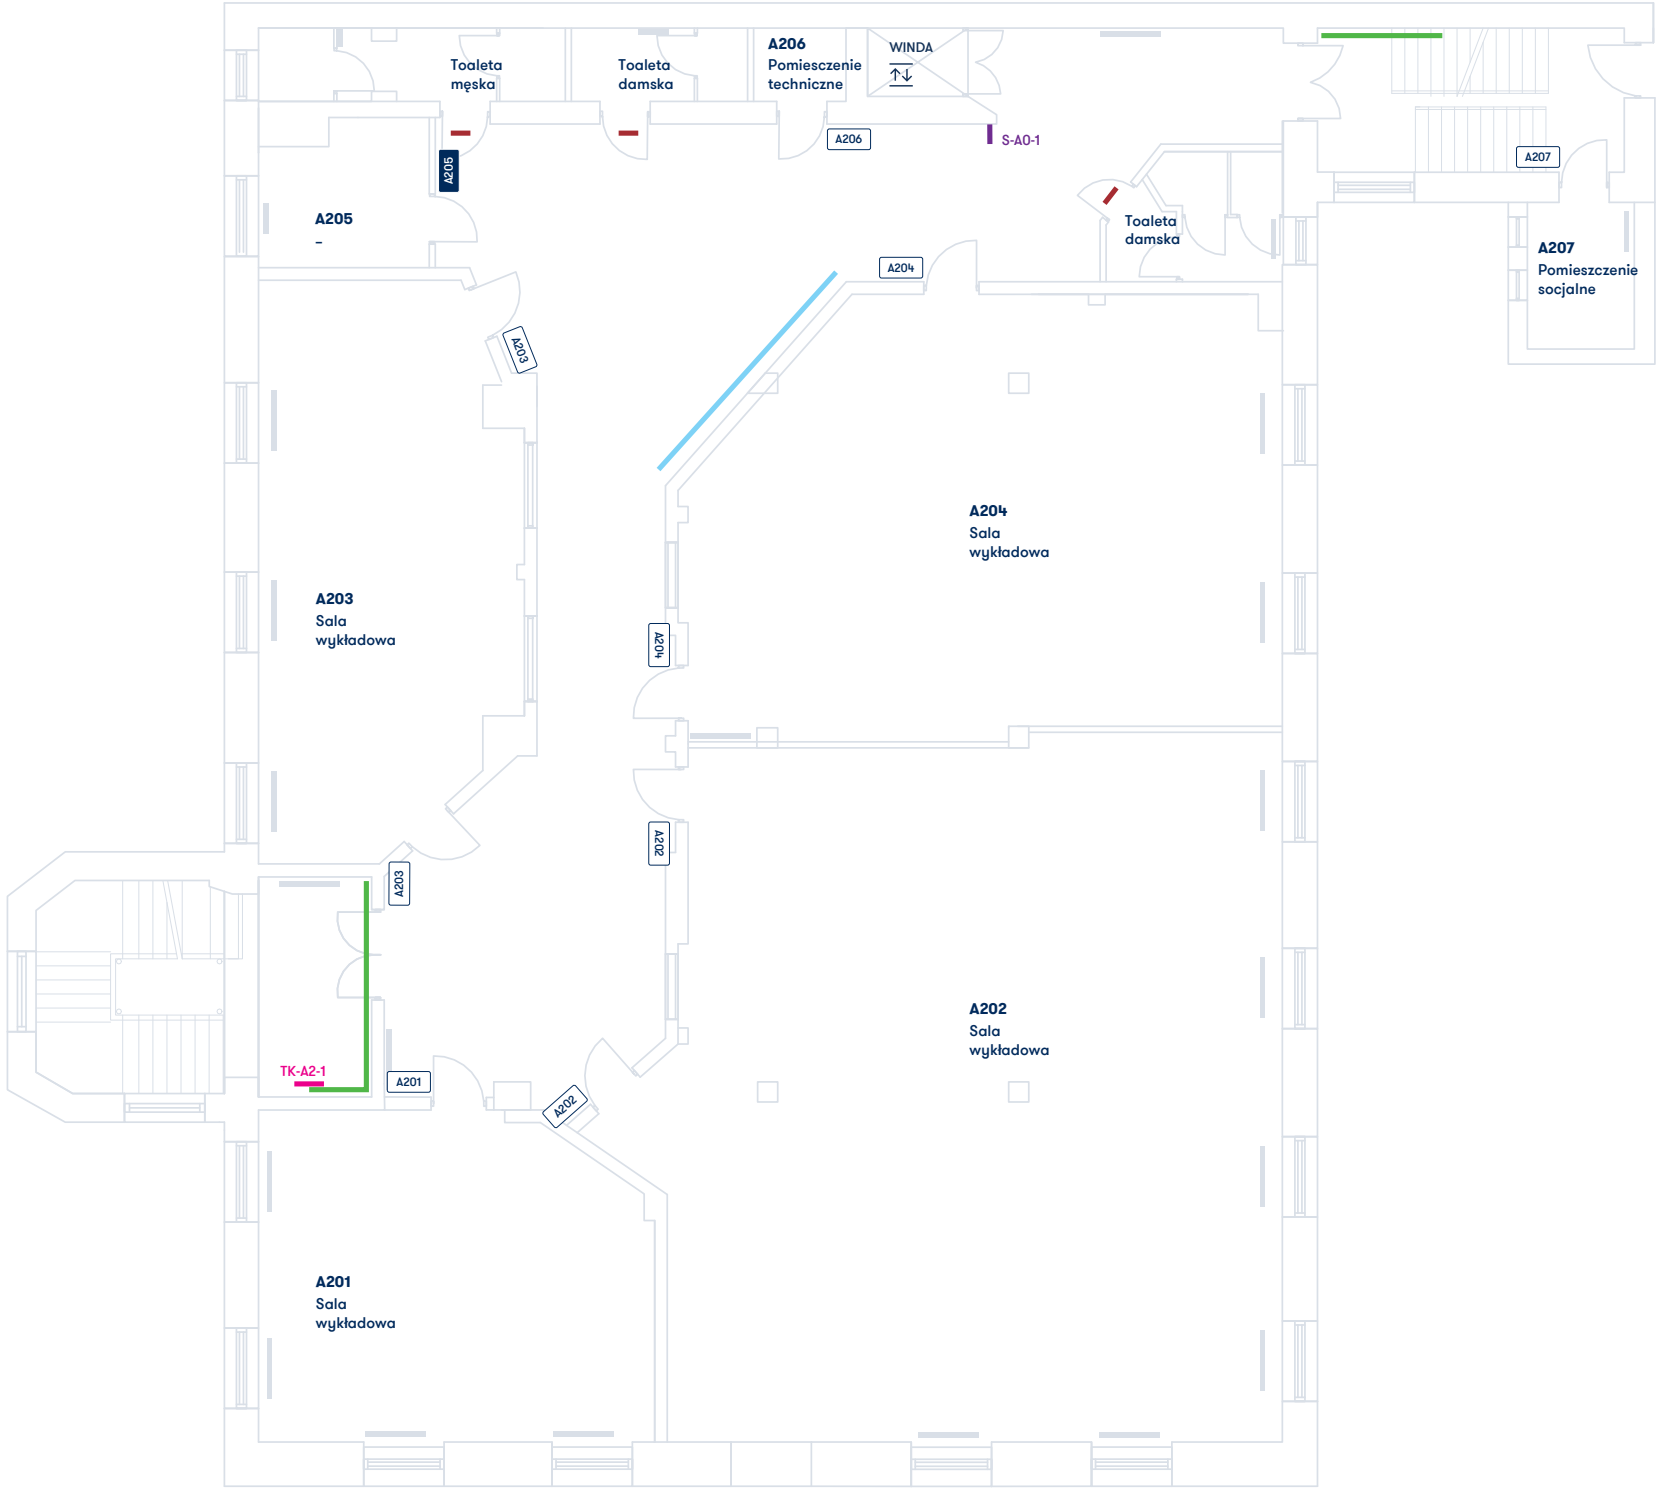 A206
Pomiesczenie
techniczne
WINDA
Toaleta
męska
Toaleta
damska
A206
S-A0-1
A207
A205
A205
–
Toaleta
damska
A207
Pomieszczenie
socjalne
A204
A203
A204
Sala
wykładowa
A203
Sala
wykładowa
A204
A202
A203
A202
Sala
wykładowa
TK-A2-1
A201
A202
A201
Sala
wykładowa